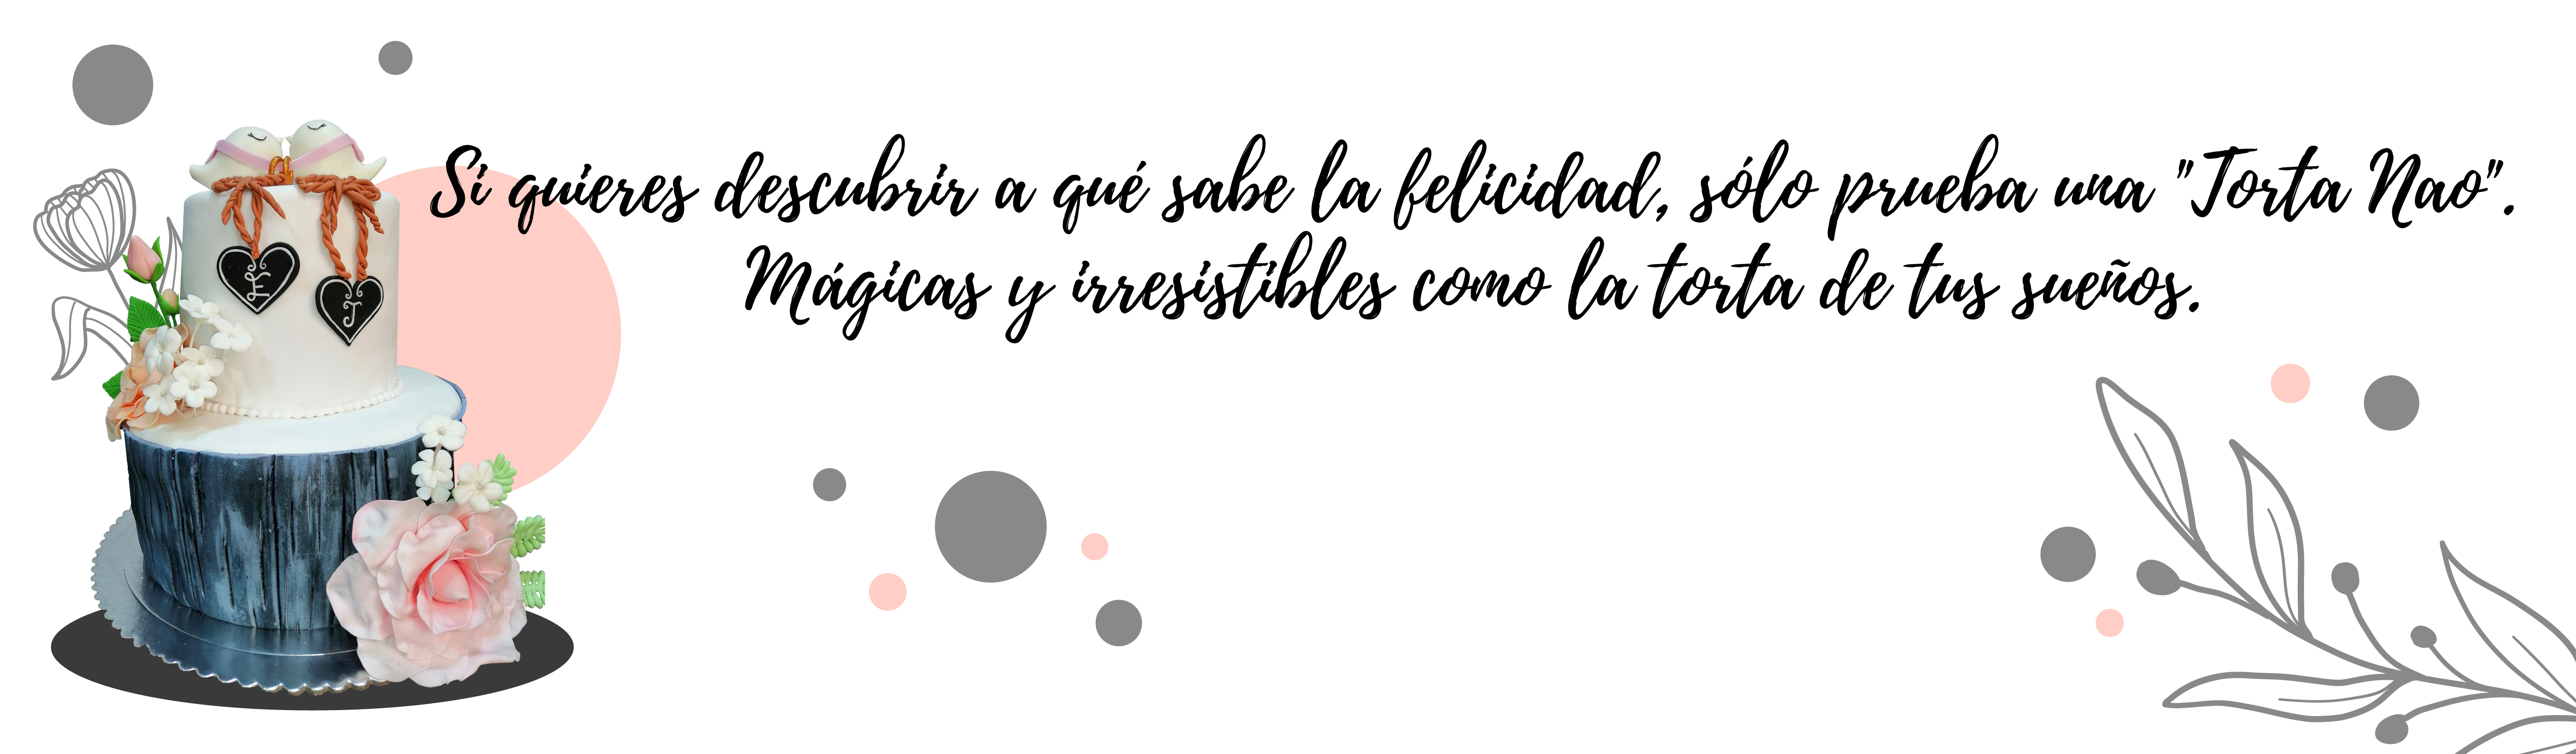 Si quieres descubrir a qué sabe la felicidad, sólo prueba una "Torta Nao".
Mágicas y irresistibles como la torta de tus sueños.
E
J